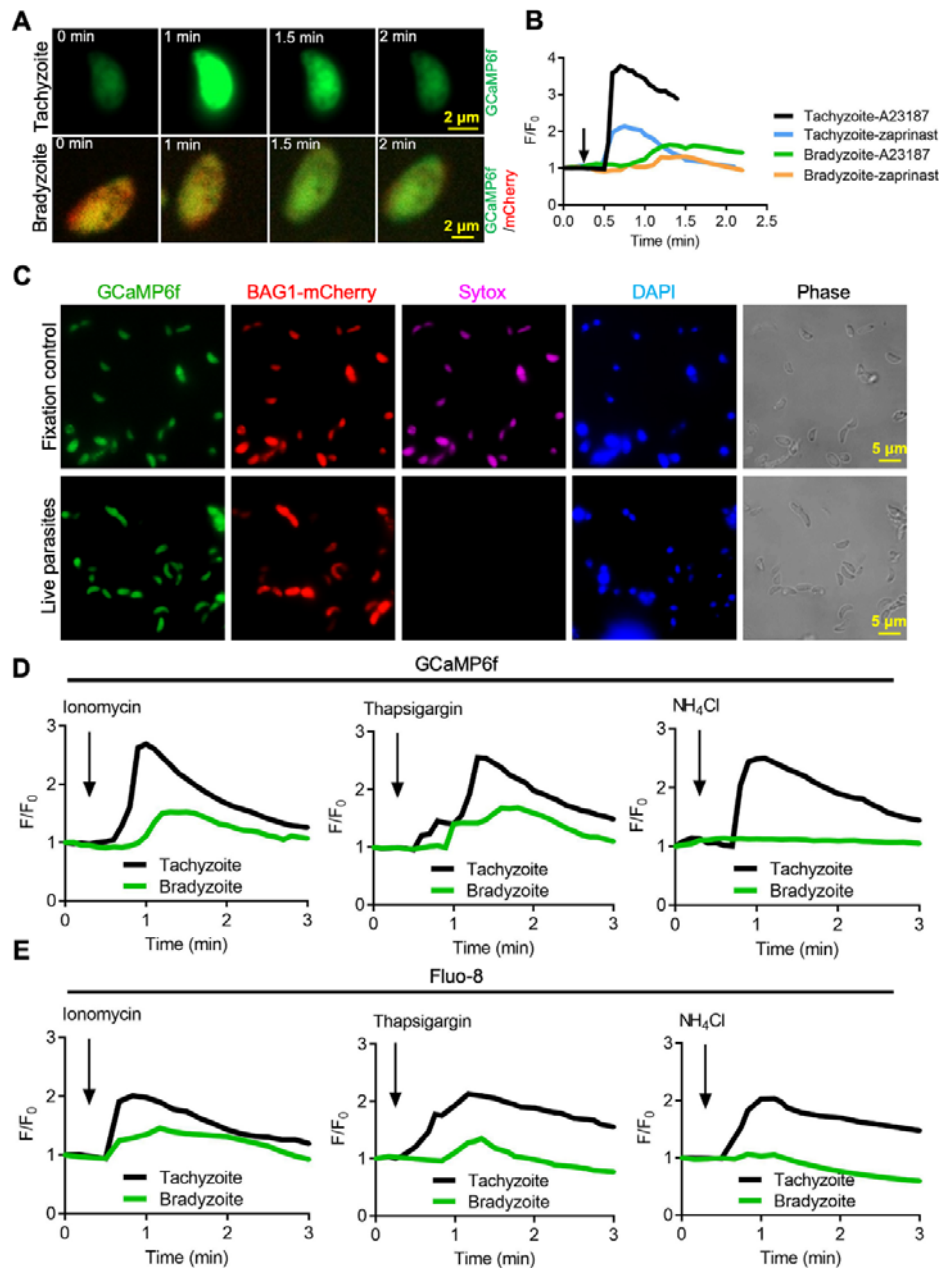 A
0 min
1 min
1.5 min
2 min
Tachyzoite
GCaMP6f
2 µm
0 min
1 min
1.5 min
2 min
Bradyzoite
GCaMP6f
/mCherry
2 µm
B
F/F0
4
3
2
1
0
0.0 0.5 1.0 1.5 2.0 2.5
Time (min)
Tachyzoite-A23187
Tachyzoite-zaprinast
Bradyzoite-A23187
Bradyzoite-zaprinast
C
GCaMP6f BAG1-mCherry Sytox DAPI Phase
Fixation control
5 µm
Live parasites
5 µm
D
GCaMP6f
Ionomycin
F/F0
3
2
1
0
0 1 2 3
Time (min)
Tachyzoite
Bradyzoite
Thapsigargin
F/F0
3
2
1
0
0 1 2 3
Time (min)
Tachyzoite
Bradyzoite
NH4Cl
F/F0
3
2
1
0
0 1 2 3
Time (min)
Tachyzoite
Bradyzoite
E
Fluo-8
Ionomycin
F/F0
3
2
1
0
0 1 2 3
Time (min)
Tachyzoite
Bradyzoite
Thapsigargin
F/F0
3
2
1
0
0 1 2 3
Time (min)
Tachyzoite
Bradyzoite
NH4Cl
F/F0
3
2
1
0
0 1 2 3
Time (min)
Tachyzoite
Bradyzoite